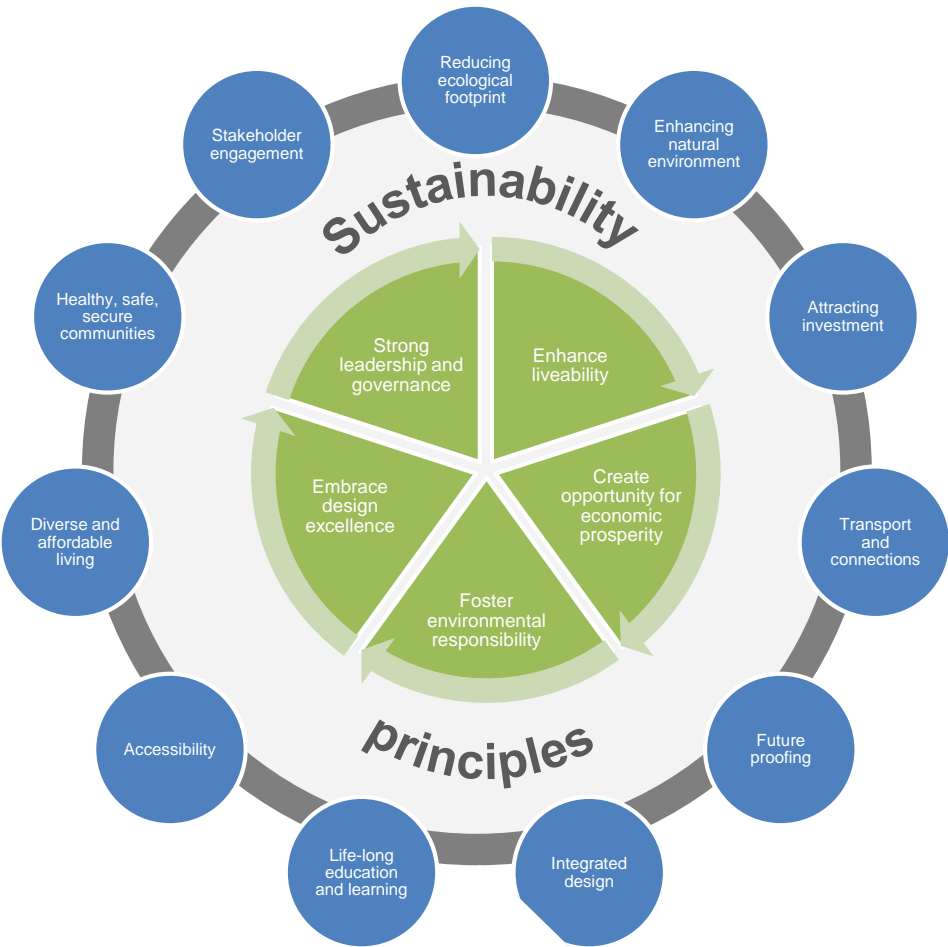 Reducing
ecological
footprint
Enhancing
natural
environment
Attracting
investment
Transport
and
connections
Future
proofing
Integrated
design
Life-long
education
and learning
Accessibility
Diverse and
affordable
living
Healthy, safe,
secure
communities
Stakeholder
engagement
Sustainability
principles
Enhance
liveability
Create
opportunity for
economic
prosperity
Foster
environmental
responsibility
Embrace
design
excellence
Strong
leadership and
governance